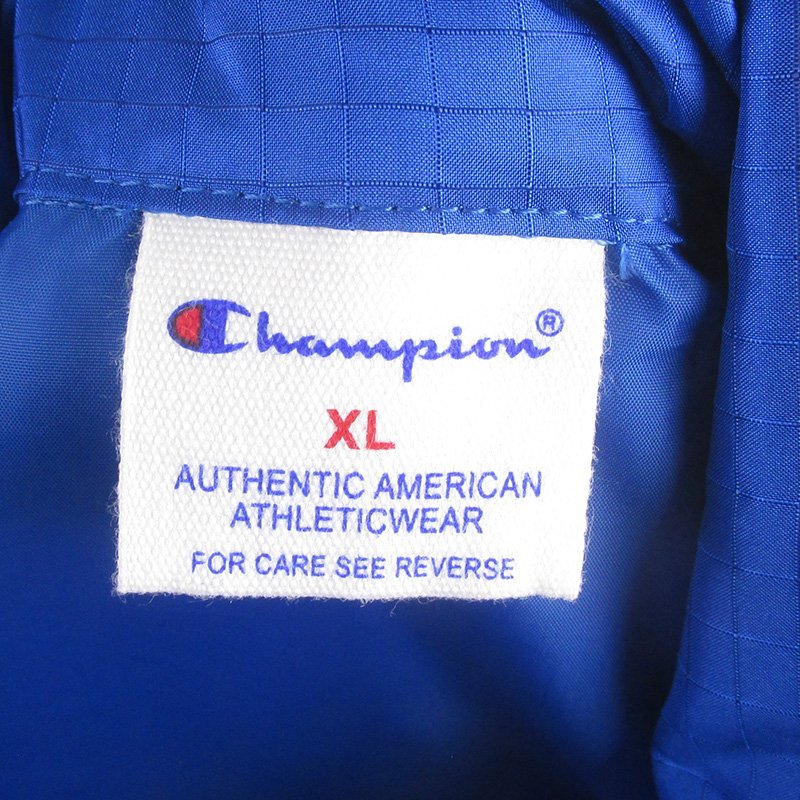 Champion®
XL
AUTHENTIC AMERICAN
ATHLETICWEAR
FOR CARE SEE REVERSE